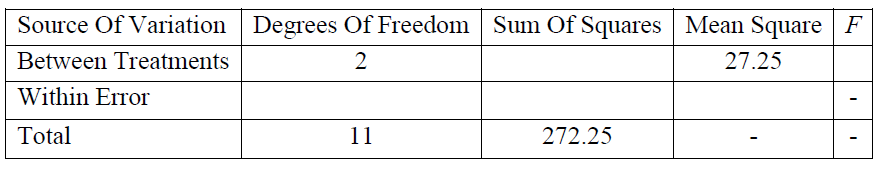 Source Of Variation Degrees Of Freedom Sum Of Squares Mean Square F
Between Treatments 2 27.25
Within Error -
Total 11 272.25 - -